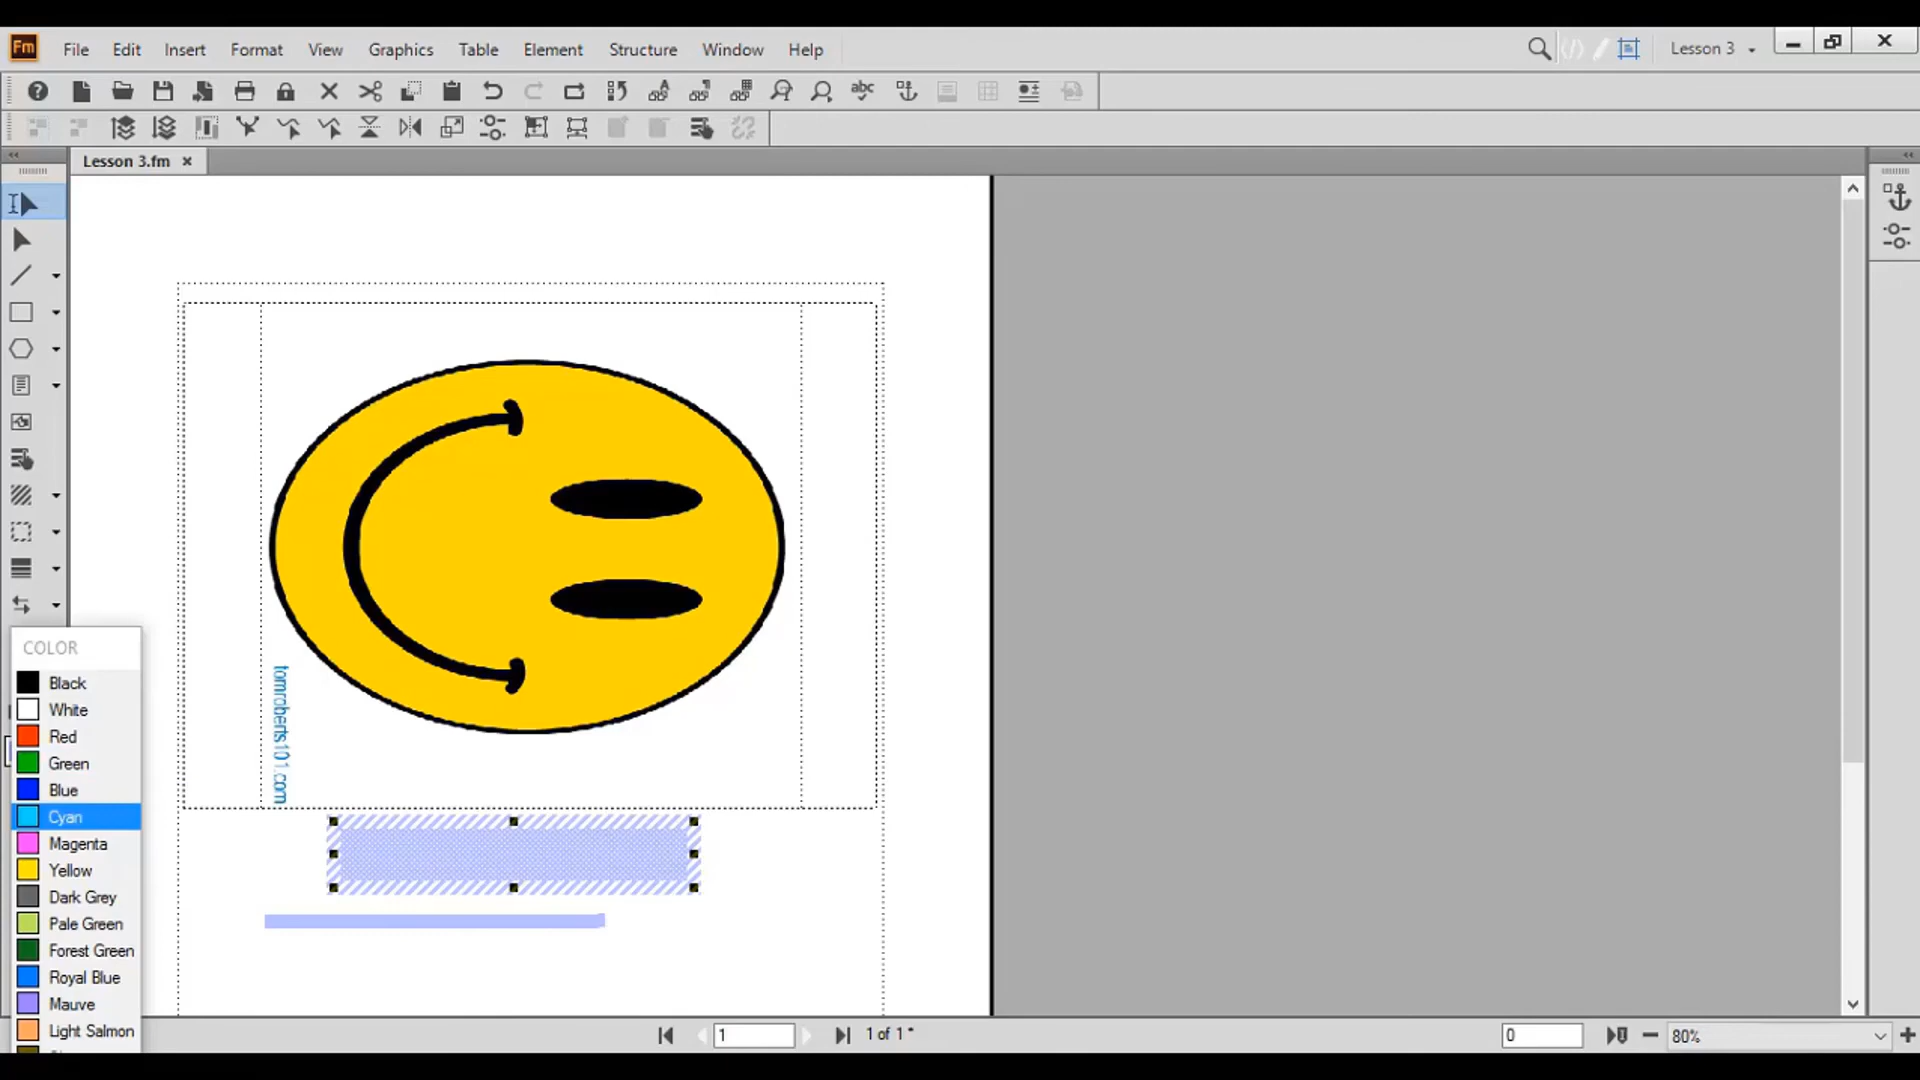 Fm File Edit Insert Format View Graphics Table Element Structure Window Help Lesson 3
Lesson 3.fm
tomroberts101.com
COLOR
Black
White
Red
Green
Blue
Cyan
Magenta
Yellow
Dark Grey
Pale Green
Forest Green
Royal Blue
Mauve
Light Salmon
1 1 of 1 * 0 80%